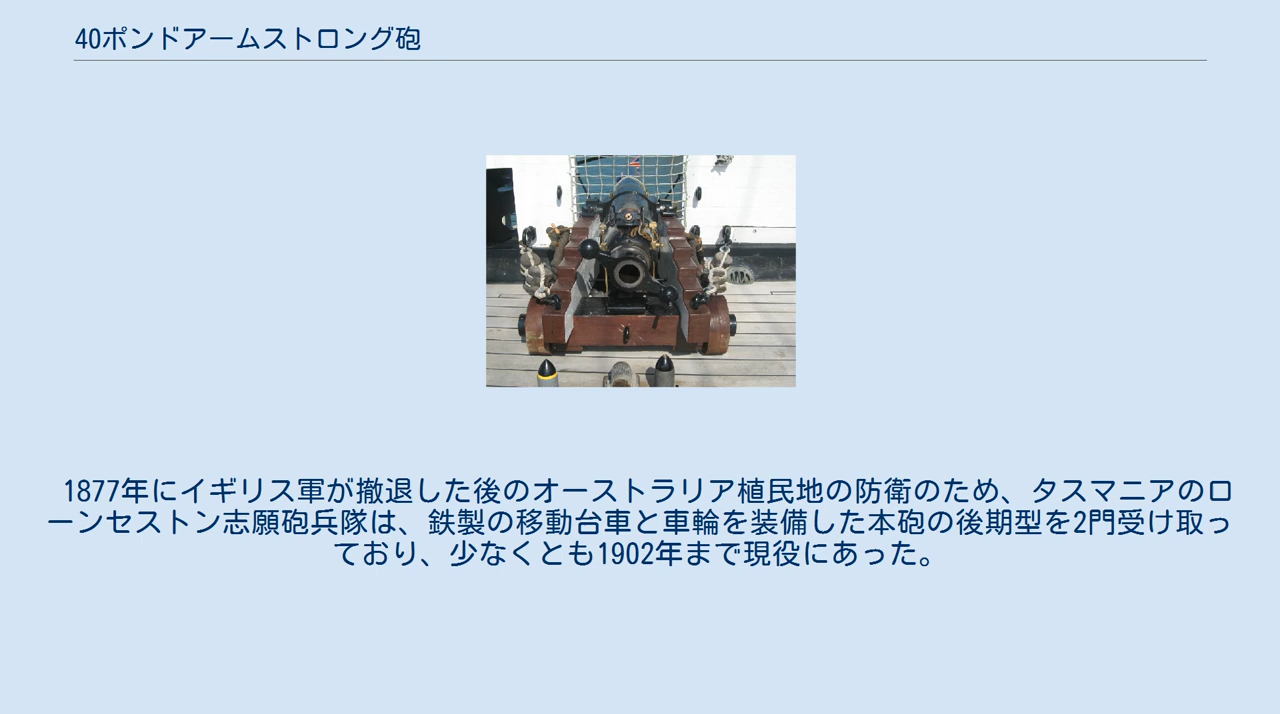 40ポンドアームストロング砲
1877年にイギリス軍が撤退した後のオーストラリア植民地の防衛のため、タスマニアのロ
ーンセストン志願砲兵隊は、鉄製の移動台車と車輪を装備した本砲の後期型を2門受け取っ
ており、少なくとも1902年まで現役にあった。